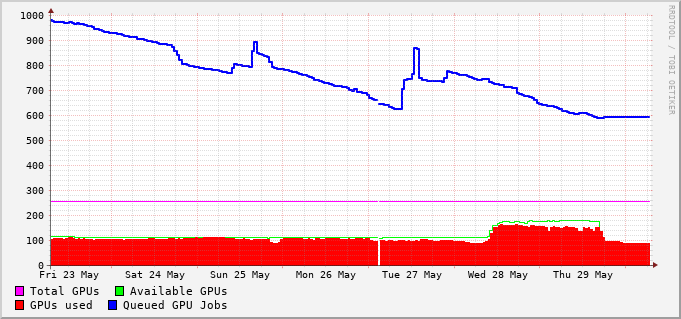 1000
900
800
700
600
500
400
300
200
100
0
Fri 23 May Sat 24 May Sun 25 May Mon 26 May Tue 27 May Wed 28 May Thu 29 May
Total GPUs Available GPUs
GPUs used Queued GPU Jobs
RRDTOOL / TOBI OETIKER